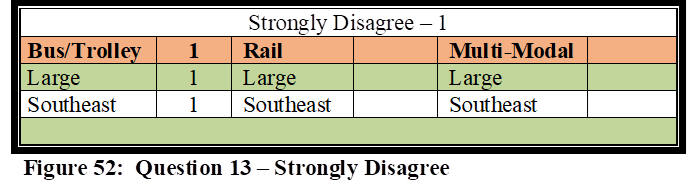 Strongly Disagree – 1
Bus/Trolley 1 Rail Multi-Modal
Large 1 Large Large
Southeast 1 Southeast Southeast
Figure 52: Question 13 – Strongly Disagree